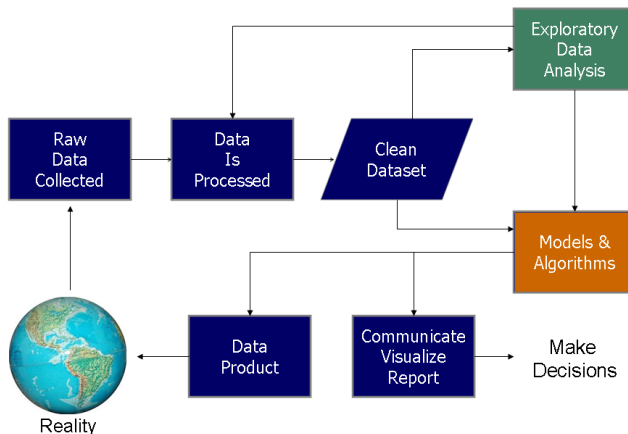 Exploratory
Data
Analysis
Raw
Data
Collected
Data
Is
Processed
Clean
Dataset
Models &
Algorithms
Data
Product
Communicate
Visualize
Report
Make
Decisions
Reality